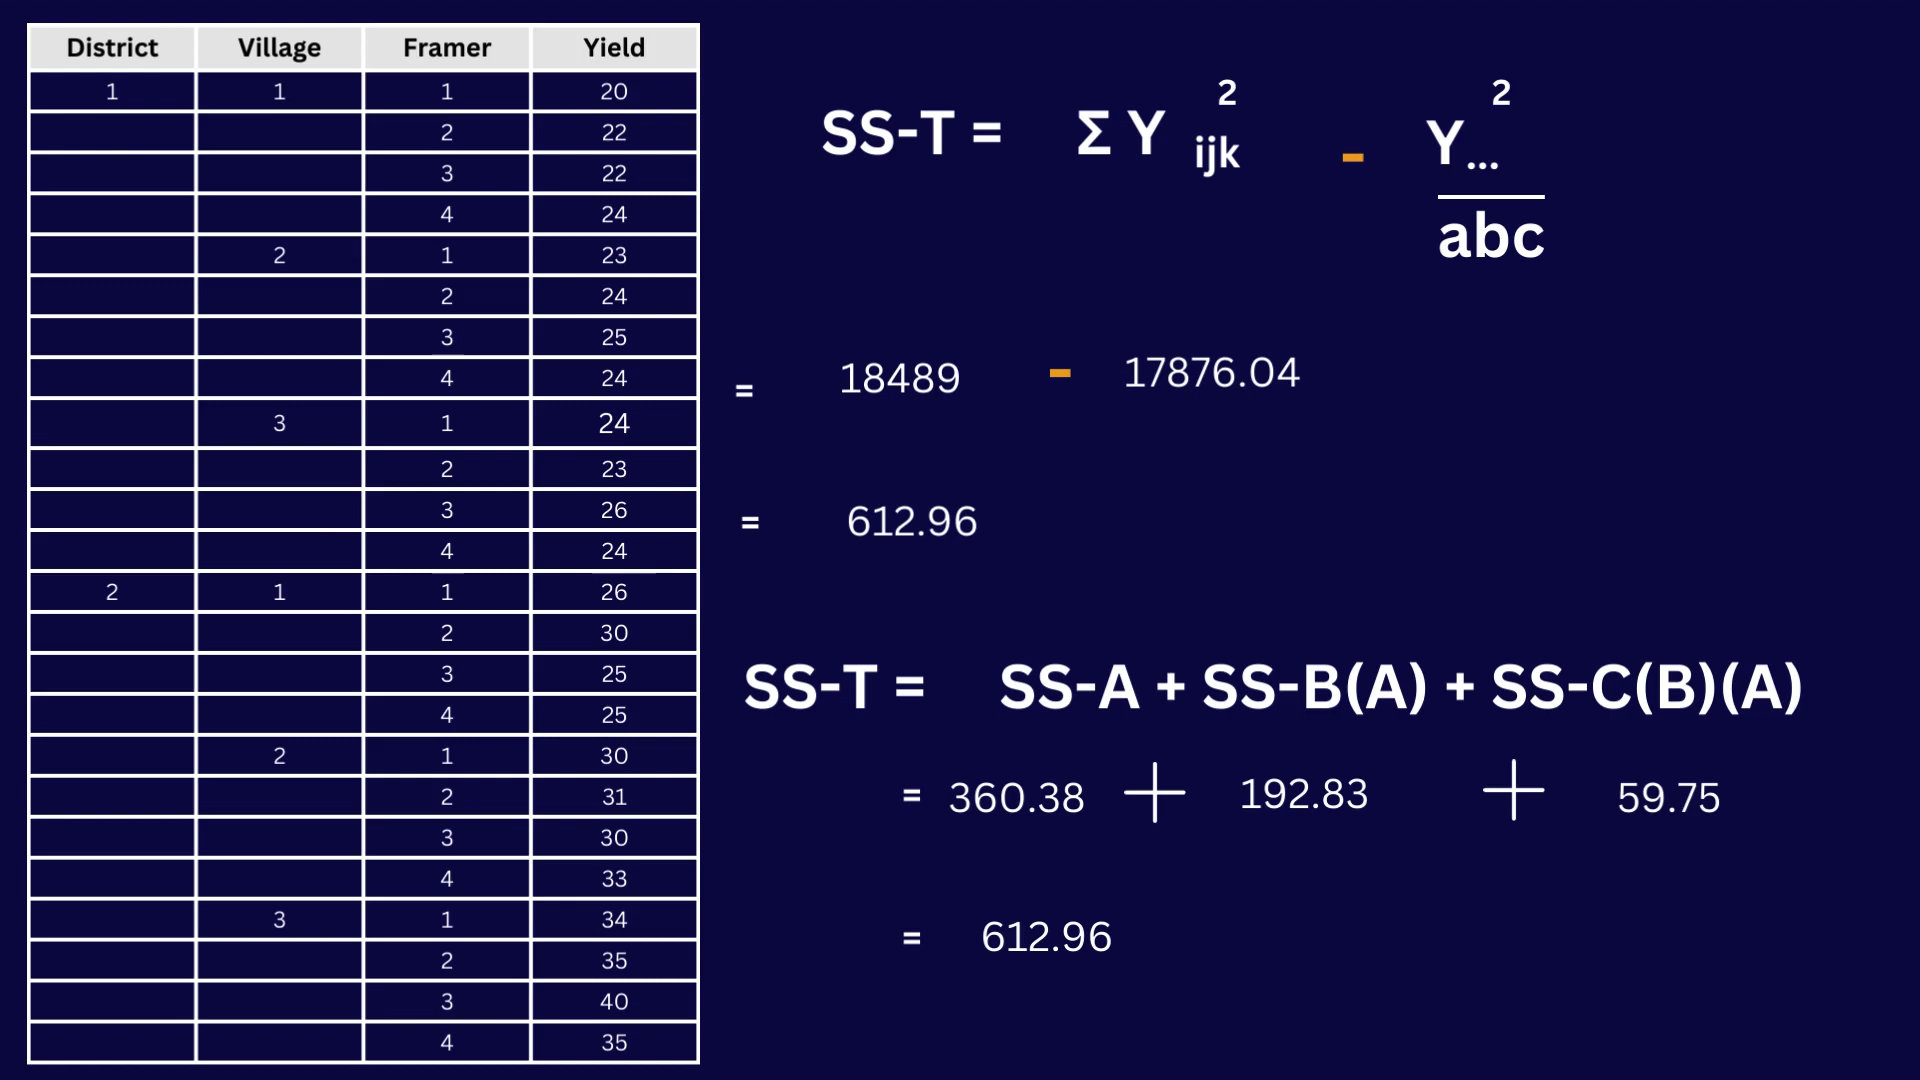 District Village Framer Yield
1 1 1 20
2 22
3 22
4 24
2 1 23
2 24
3 25
4 24
3 1 24
2 23
3 26
4 24
2 1 1 26
2 30
3 25
4 25
2 1 30
2 31
3 30
4 33
3 1 34
2 35
3 40
4 35
SS-T = Σ Y ijk 2 - Y... 2
abc
= 18489 - 17876.04
= 612.96
SS-T = SS-A + SS-B(A) + SS-C(B)(A)
= 360.38 + 192.83 + 59.75
= 612.96